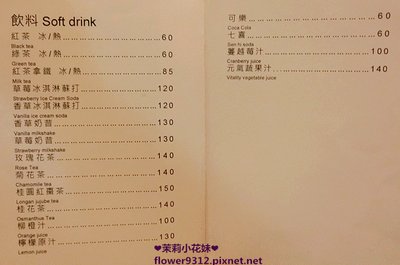 飲料 Soft drink
紅茶 冰/熱 60
Black tea
綠茶 冰/熱 60
Green tea
紅茶拿鐵 冰/熱 85
Milk tea
草莓冰淇淋蘇打 120
Strawberry Ice Cream Soda
香草冰淇淋蘇打 120
Vanilla ice cream soda
香草奶昔 130
Vanilla milkshake
草莓奶昔 130
Strawberry milkshake
玫瑰花茶 140
Rose Tea
菊花茶 140
Chamomile tea
桂圓紅棗茶 150
Longan jujube tea
桂花茶 140
Osmanthus Tea
柳橙汁 130
Orange juice
檸檬原汁 130
Lemon juice
可樂 60
Coca Cola
七喜 60
Sen hi soda
蔓越莓汁 100
Cranberry juice
元氣蔬果汁 140
Vitality vegetable juice
❤茉莉小花妹❤
flower9312.pixnet.net